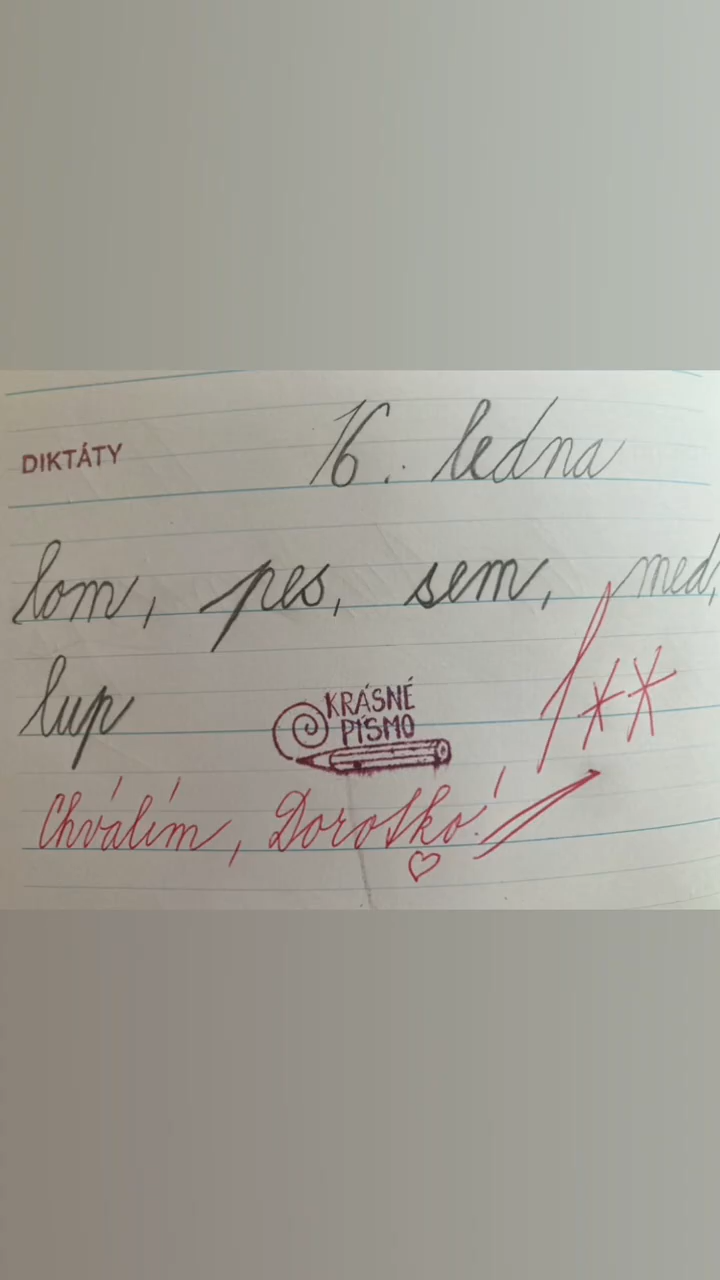 DIKTÁTY 16. ledna
lom, pes, sem, med,
lup
KRÁSNÉ
PÍSMO
1**
Chválím, Dorotko!